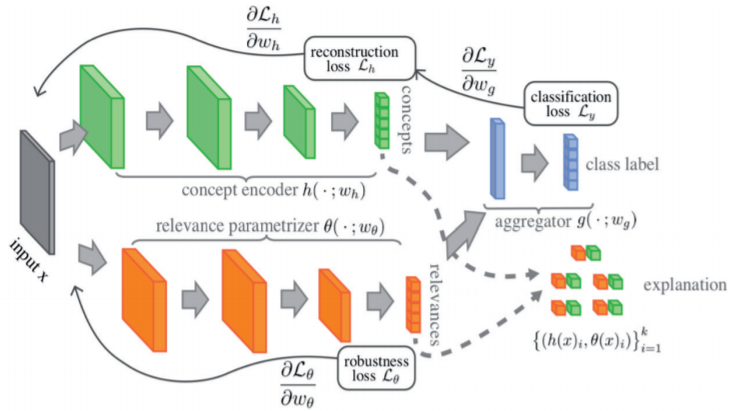 ∂ℒ_h
∂w_h
reconstruction
loss ℒ_h
∂ℒ_y
∂w_g
classification
loss ℒ_y
concepts
class label
concept encoder h( · ; w_h)
relevance parametrizer θ( · ; w_θ)
aggregator g( · ; w_g)
input x
relevances
explanation
{(h(x)_i, θ(x)_i)}_{i=1}^k
∂ℒ_θ
∂w_θ
robustness
loss ℒ_θ